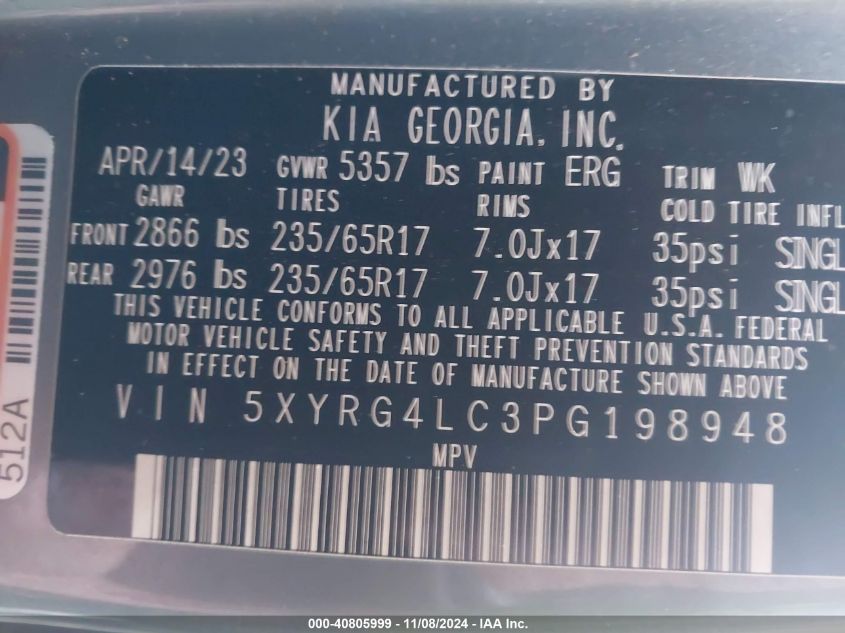 MANUFACTURED BY
KIA GEORGIA, INC.
APR/14/23 GVWR 5357 lbs PAINT ERG TRIM WK
GAWR TIRES RIMS COLD TIRE INFL
FRONT 2866 lbs 235/65R17 7.0Jx17 35psi SINGL
REAR 2976 lbs 235/65R17 7.0Jx17 35psi SINGL
THIS VEHICLE CONFORMS TO ALL APPLICABLE U.S.A. FEDERAL
MOTOR VEHICLE SAFETY AND THEFT PREVENTION STANDARDS
IN EFFECT ON THE DATE OF MANUFACTURE SHOWN ABOVE
VIN 5XYRG4LC3PG198948
MPV
512A
000-40805999 - 11/08/2024 - IAA Inc.